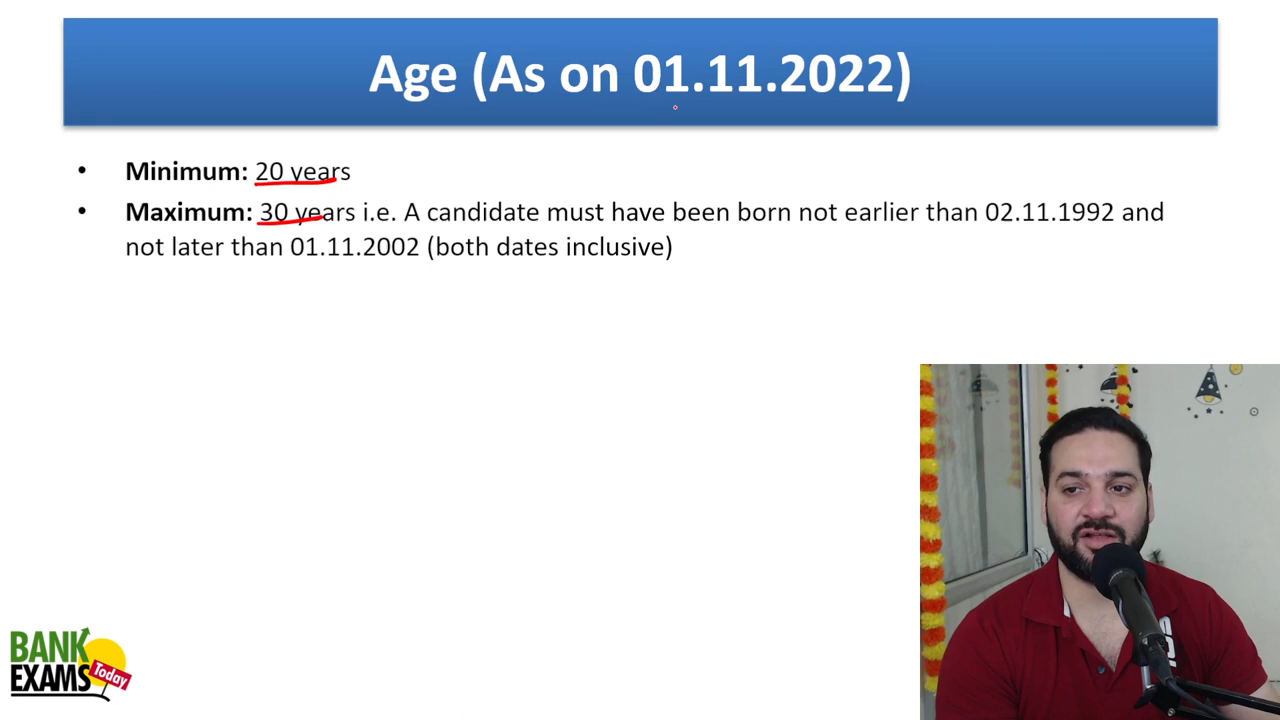 Age (As on 01.11.2022)
• Minimum: 20 years
• Maximum: 30 years i.e. A candidate must have been born not earlier than 02.11.1992 and
not later than 01.11.2002 (both dates inclusive)
BANK
EXAMS
Today